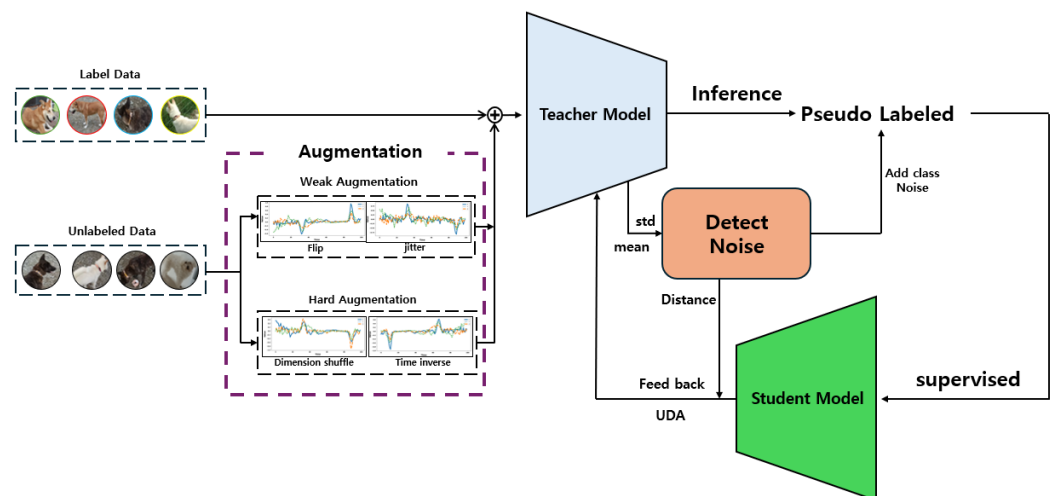 Label Data
Augmentation
Weak Augmentation
Flip
jitter
Unlabeled Data
Hard Augmentation
Dimension shuffle
Time inverse
Teacher Model
Inference
Pseudo Labeled
Add class
Noise
std
mean
Detect
Noise
Distance
Feed back
UDA
Student Model
supervised